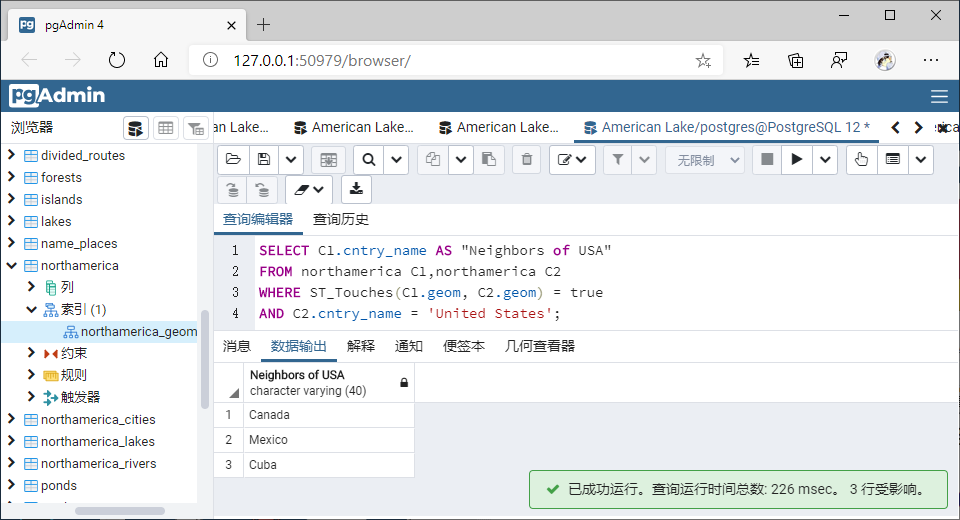 pgAdmin 4
127.0.0.1:50979/browser/
pgAdmin
浏览器
an Lake...
American Lake...
American Lake...
American Lake/postgres@PostgreSQL 12 *
divided_routes
forests
islands
lakes
name_places
northamerica
列
索引 (1)
northamerica_geom
约束
规则
触发器
northamerica_cities
northamerica_lakes
northamerica_rivers
ponds
无限制
查询编辑器 查询历史
1 SELECT C1.cntry_name AS "Neighbors of USA"
2 FROM northamerica C1,northamerica C2
3 WHERE ST_Touches(C1.geom, C2.geom) = true
4 AND C2.cntry_name = 'United States';
消息 数据输出 解释 通知 便签本 几何查看器
Neighbors of USA
character varying (40)
1 Canada
2 Mexico
3 Cuba
已成功运行。查询运行时间总数: 226 msec。 3 行受影响。